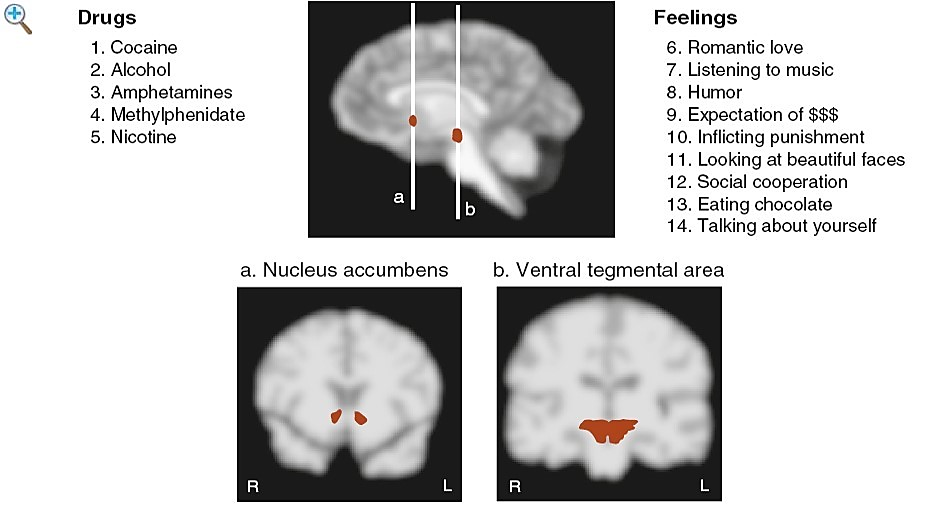 Drugs
1. Cocaine
2. Alcohol
3. Amphetamines
4. Methylphenidate
5. Nicotine
a
b
Feelings
6. Romantic love
7. Listening to music
8. Humor
9. Expectation of $$$
10. Inflicting punishment
11. Looking at beautiful faces
12. Social cooperation
13. Eating chocolate
14. Talking about yourself
a. Nucleus accumbens
R L
b. Ventral tegmental area
R L